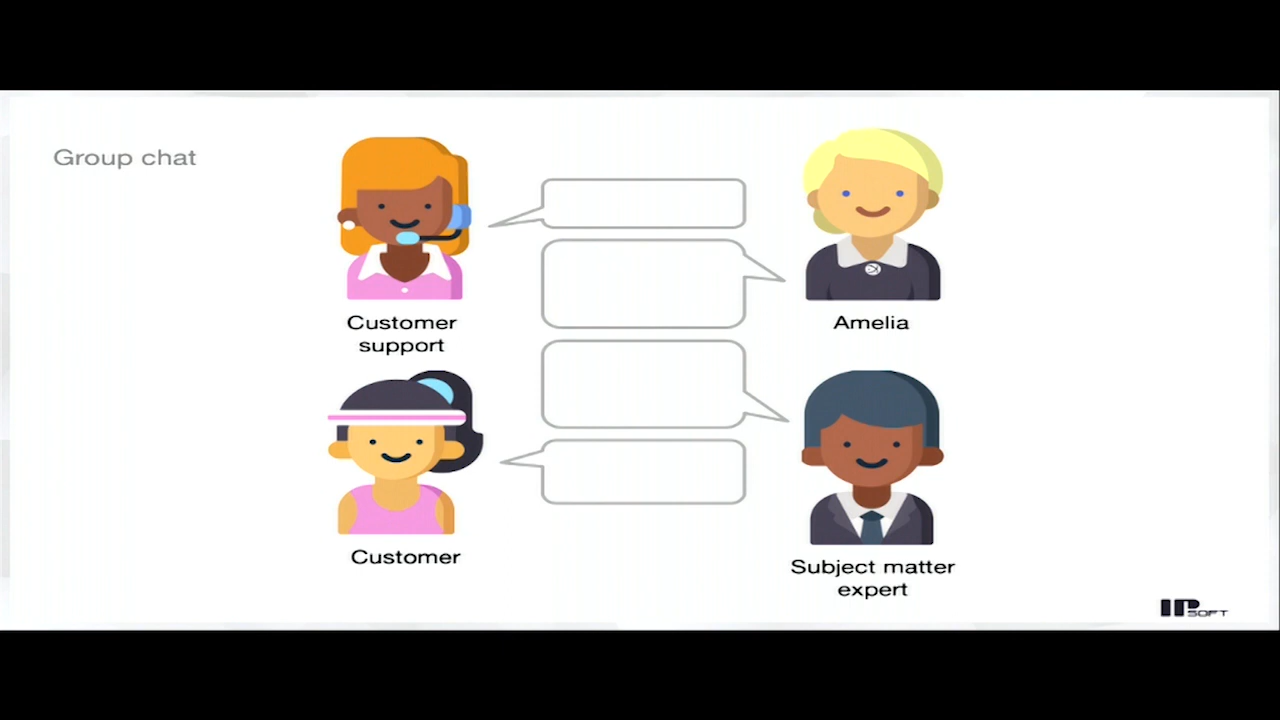 Group chat
Customer
support
Amelia
Customer
Subject matter
expert
IPsoft